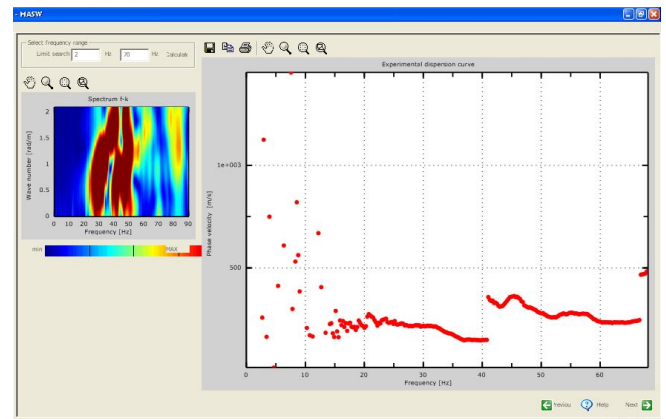 - MASW
Select frequency range
Limit search 2 Hz 70 Hz Calculate
Spectrum f-k
Wave number [rad/m]
2
1.5
1
0.5
0
0 10 20 30 40 50 60 70 80 90
Frequency [Hz]
min MAX
Experimental dispersion curve
Phase velocity [m/s]
1e+003
500
0 10 20 30 40 50 60
Frequency [Hz]
Previou Help Next